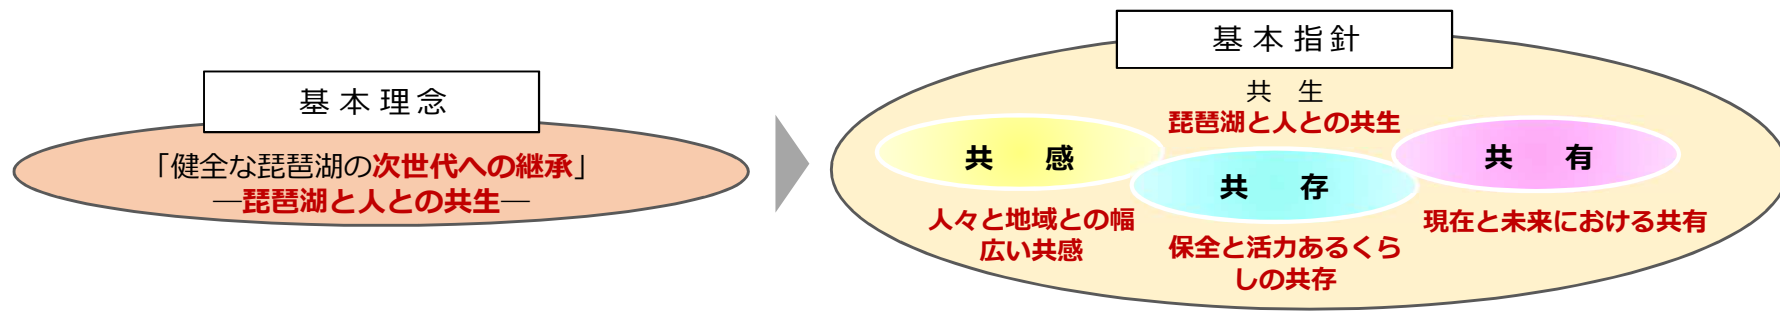 基本理念
「健全な琵琶湖の次世代への継承」
―琵琶湖と人との共生―
基本指針
共　生
琵琶湖と人との共生
共　感
人々と地域との幅
広い共感
共　存
保全と活力あるくら
しの共存
共　有
現在と未来における共有